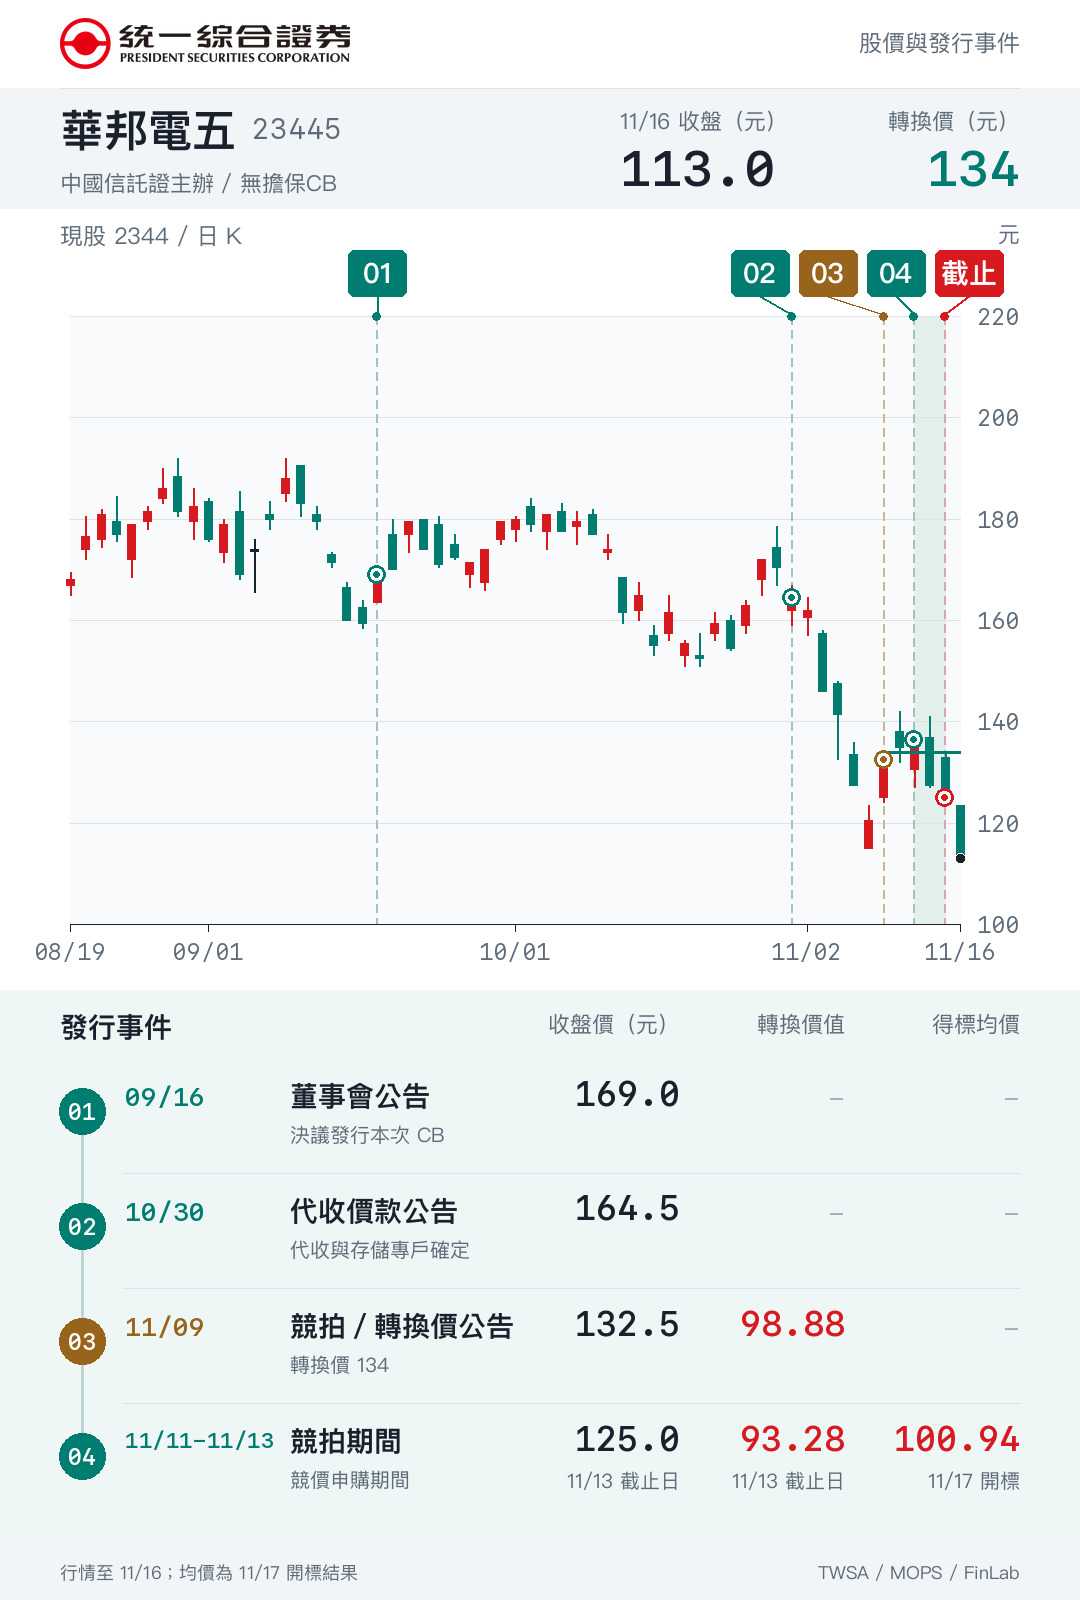 統一綜合證券
PRESIDENT SECURITIES CORPORATION
股價與發行事件
華邦電五 23445
中國信託證主辦 / 無擔保CB
11/16 收盤（元）
113.0
轉換價（元）
134
現股 2344 / 日 K
元
01 02 03 04 截止
220
200
180
160
140
120
100
08/19 09/01 10/01 11/02 11/16
發行事件 收盤價（元） 轉換價值 得標均價
01 09/16 董事會公告 169.0 – –
決議發行本次 CB
02 10/30 代收價款公告 164.5 – –
代收與存儲專戶確定
03 11/09 競拍 / 轉換價公告 132.5 98.88 –
轉換價 134
04 11/11–11/13 競拍期間 125.0 93.28 100.94
競價申購期間 11/13 截止日 11/13 截止日 11/17 開標
行情至 11/16；均價為 11/17 開標結果
TWSA / MOPS / FinLab